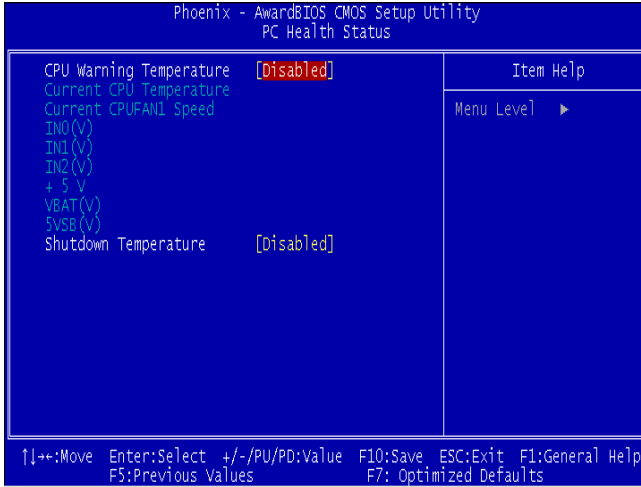 Phoenix - AwardBIOS CMOS Setup Utility
PC Health Status
CPU Warning Temperature [Disabled]
Current CPU Temperature
Current CPUFAN1 Speed
IN0(V)
IN1(V)
IN2(V)
+ 5 V
VBAT(V)
5VSB(V)
Shutdown Temperature [Disabled]
Item Help
Menu Level ▶
↑↓→←:Move Enter:Select +/-/PU/PD:Value F10:Save ESC:Exit F1:General Help
F5:Previous Values F7: Optimized Defaults